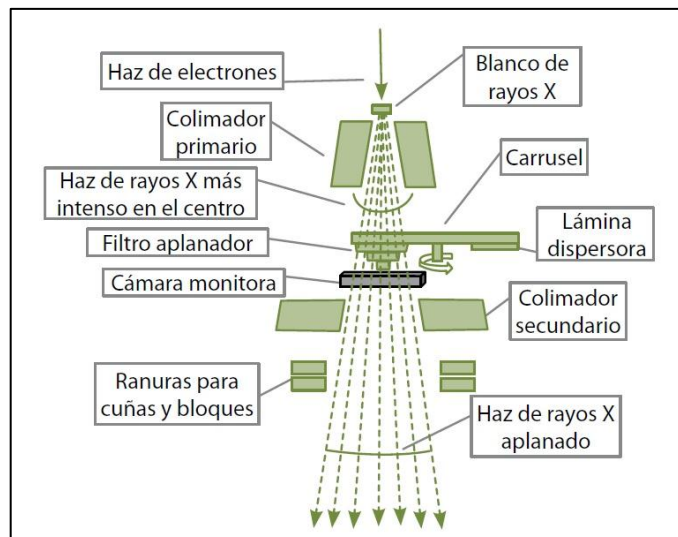 Haz de electrones
Blanco de
rayos X
Colimador
primario
Carrusel
Haz de rayos X más
intenso en el centro
Filtro aplanador
Lámina
dispersora
Cámara monitora
Colimador
secundario
Ranuras para
cuñas y bloques
Haz de rayos X
aplanado